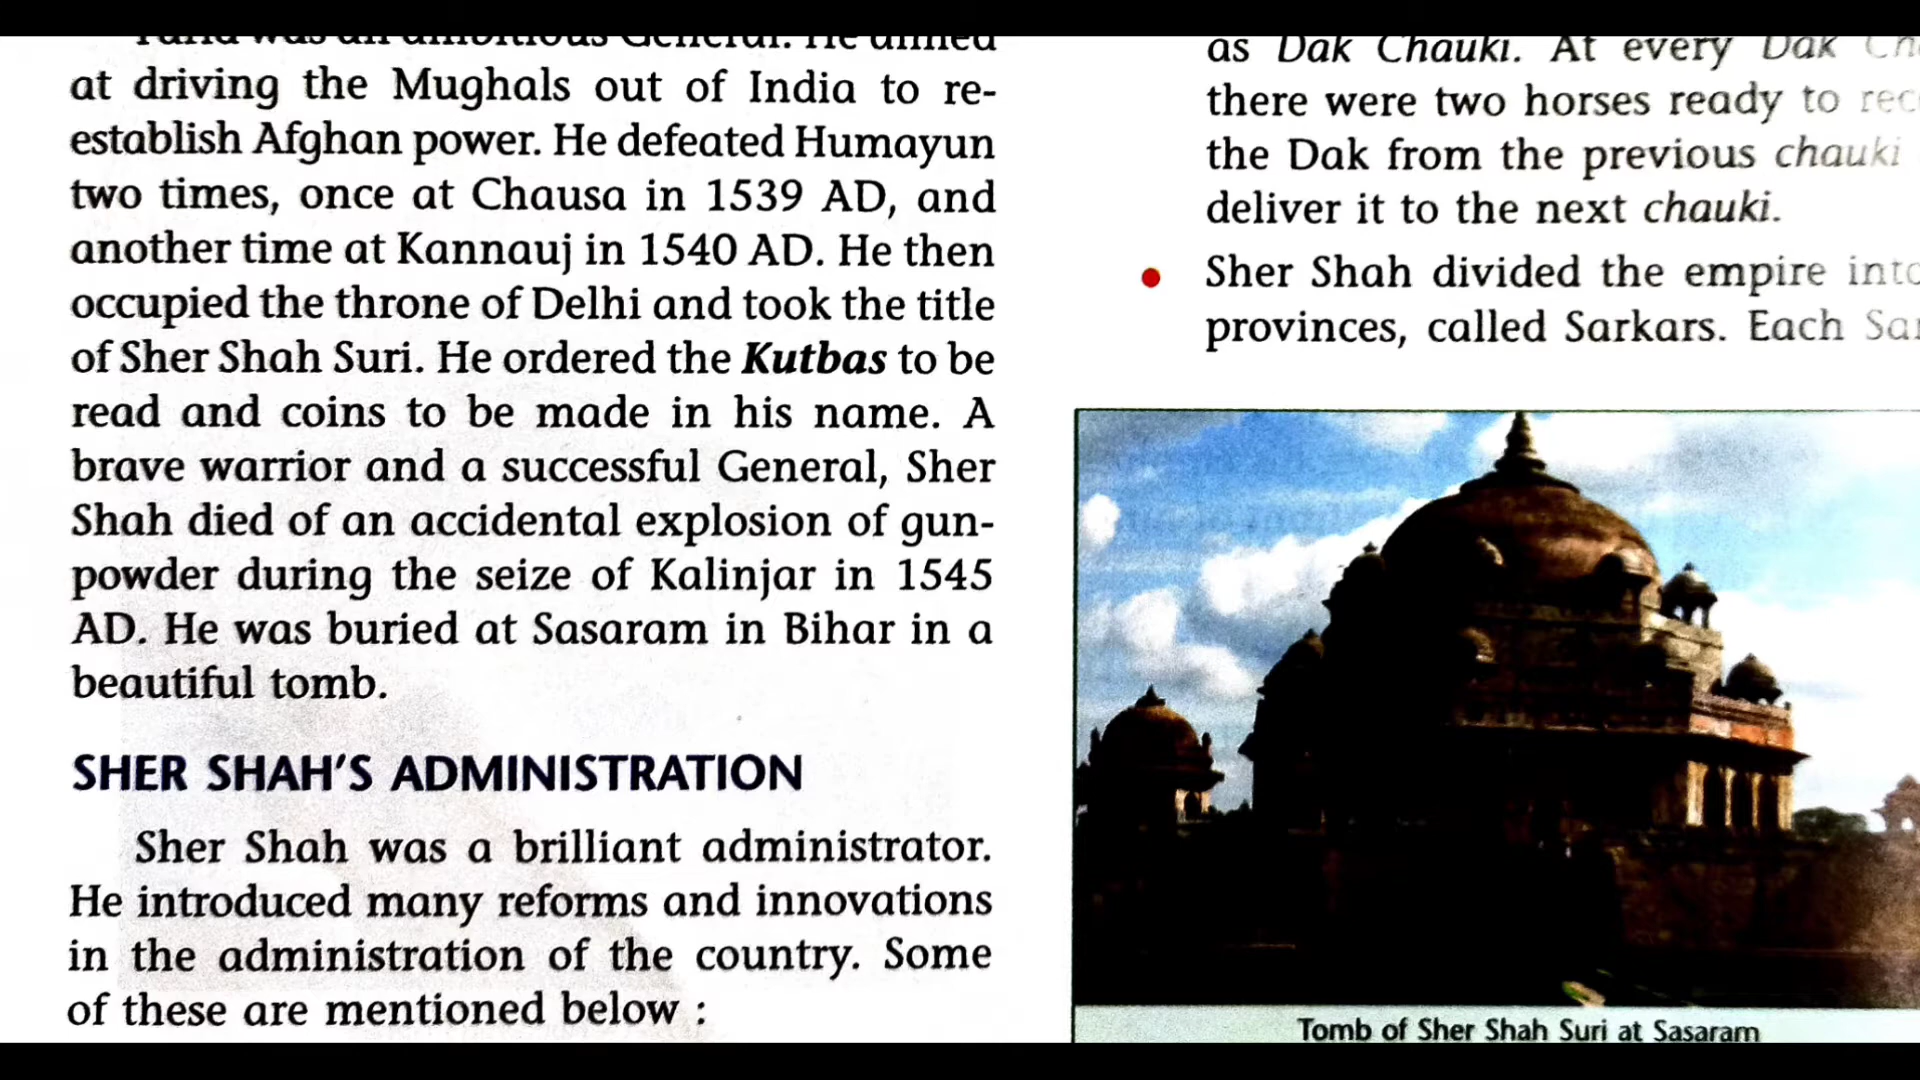 was an ambitious General. He aimed
at driving the Mughals out of India to re-
establish Afghan power. He defeated Humayun
two times, once at Chausa in 1539 AD, and
another time at Kannauj in 1540 AD. He then
occupied the throne of Delhi and took the title
of Sher Shah Suri. He ordered the Kutbas to be
read and coins to be made in his name. A
brave warrior and a successful General, Sher
Shah died of an accidental explosion of gun-
powder during the seize of Kalinjar in 1545
AD. He was buried at Sasaram in Bihar in a
beautiful tomb.
SHER SHAH'S ADMINISTRATION
Sher Shah was a brilliant administrator.
He introduced many reforms and innovations
in the administration of the country. Some
of these are mentioned below :
as Dak Chauki. At every Dak
there were two horses ready to
the Dak from the previous chauki
deliver it to the next chauki.
• Sher Shah divided the empire
provinces, called Sarkars. Each
Tomb of Sher Shah Suri at Sasaram